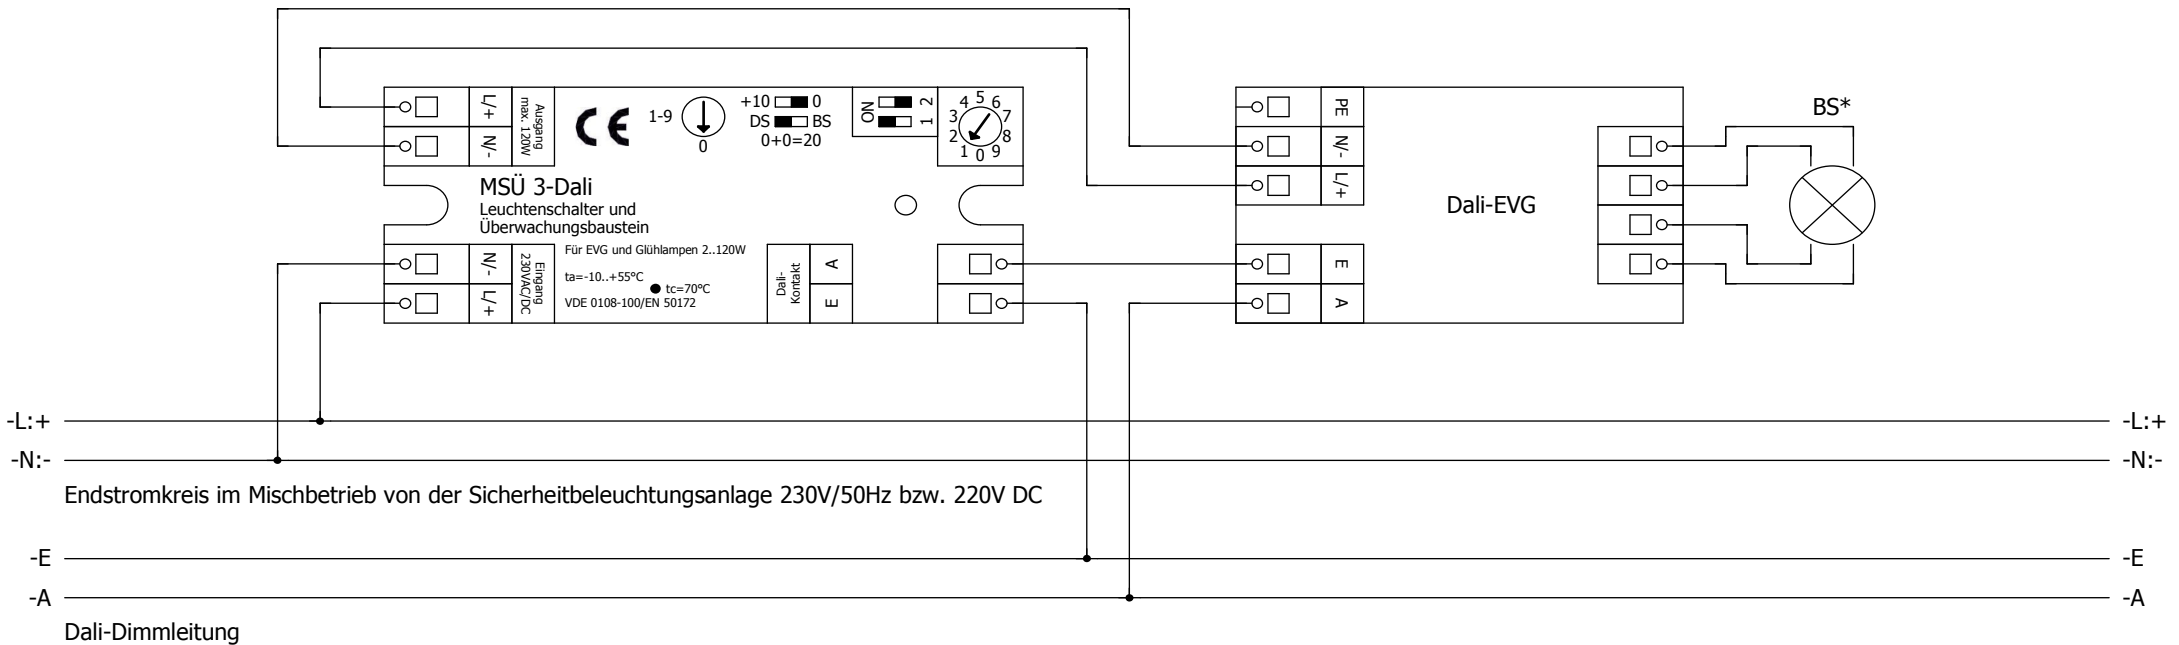 L/+
N/-
Ausgang
max. 120W
CE
1-9
0
+10 0
DS BS
0+0=20
ON
1 2
0 1 2 3 4 5 6 7 8 9
MSÜ 3-Dali
Leuchtenschalter und
Überwachungsbaustein
Für EVG und Glühlampen 2..120W
ta=-10..+55°C
tc=70°C
VDE 0108-100/EN 50172
N/-
L/+
Eingang
230VAC/DC
Dali-
Kontakt
A
E
PE
N/-
L/+
E
A
Dali-EVG
BS*
-L:+ -L:+
-N:- -N:-
Endstromkreis im Mischbetrieb von der Sicherheitbeleuchtungsanlage 230V/50Hz bzw. 220V DC
-E -E
-A -A
Dali-Dimmleitung